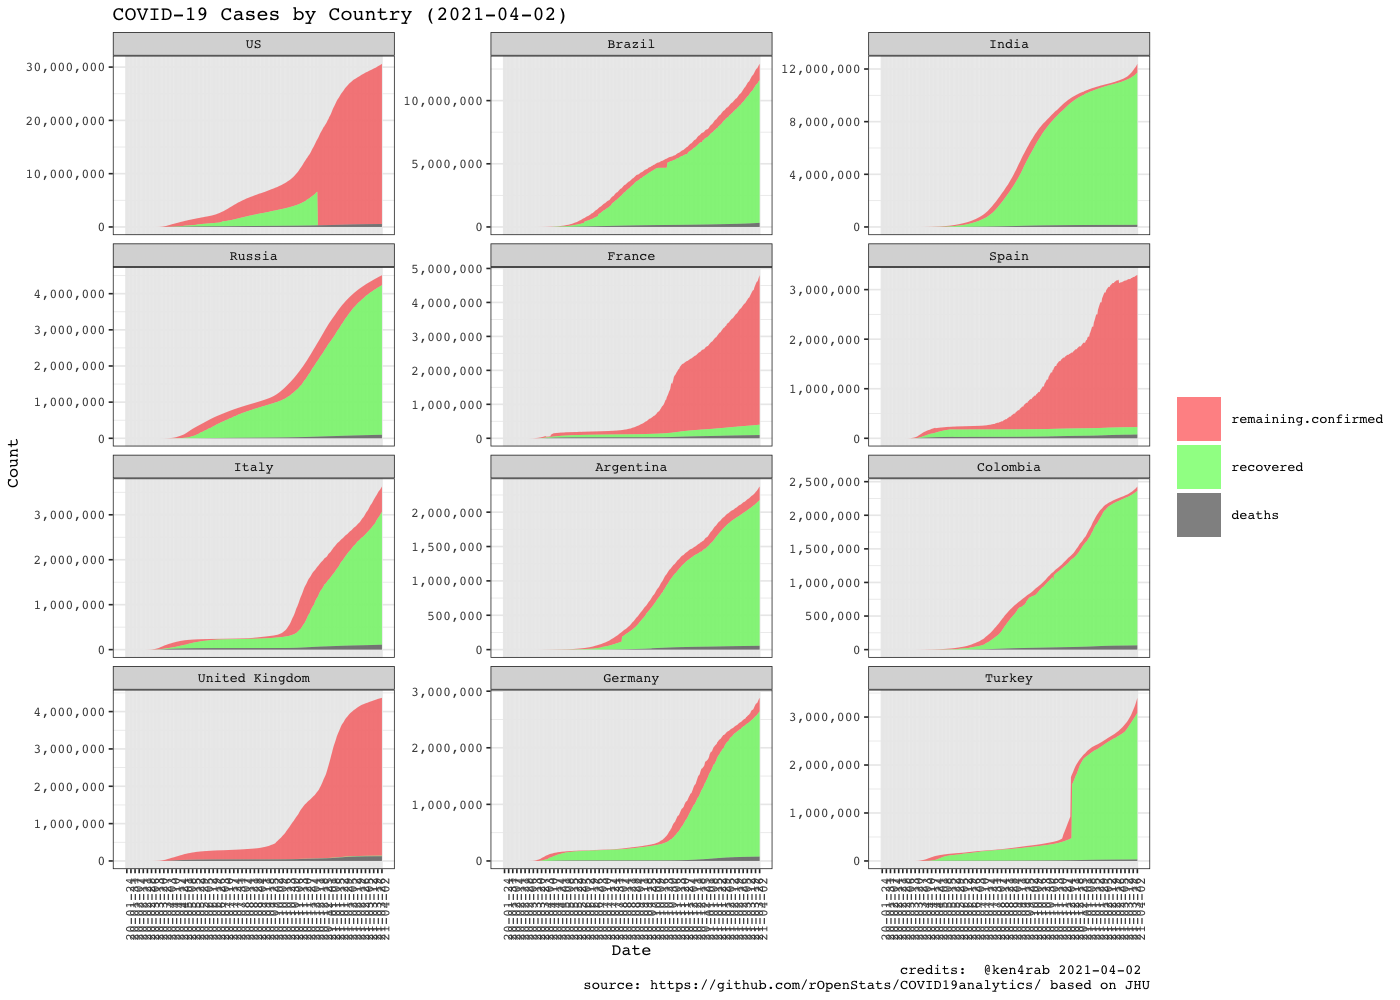 COVID-19 Cases by Country (2021-04-02)
US
Brazil
India
30,000,000
20,000,000
10,000,000
0
10,000,000
5,000,000
0
12,000,000
8,000,000
4,000,000
0
Russia
France
Spain
4,000,000
3,000,000
2,000,000
1,000,000
0
5,000,000
4,000,000
3,000,000
2,000,000
1,000,000
0
3,000,000
2,000,000
1,000,000
0
Italy
Argentina
Colombia
3,000,000
2,000,000
1,000,000
0
2,000,000
1,500,000
1,000,000
500,000
0
2,500,000
2,000,000
1,500,000
1,000,000
500,000
0
United Kingdom
Germany
Turkey
4,000,000
3,000,000
2,000,000
1,000,000
0
3,000,000
2,000,000
1,000,000
0
3,000,000
2,000,000
1,000,000
0
Count
remaining.confirmed
recovered
deaths
Date
credits: @ken4rab 2021-04-02
source: https://github.com/rOpenStats/COVID19analytics/ based on JHU